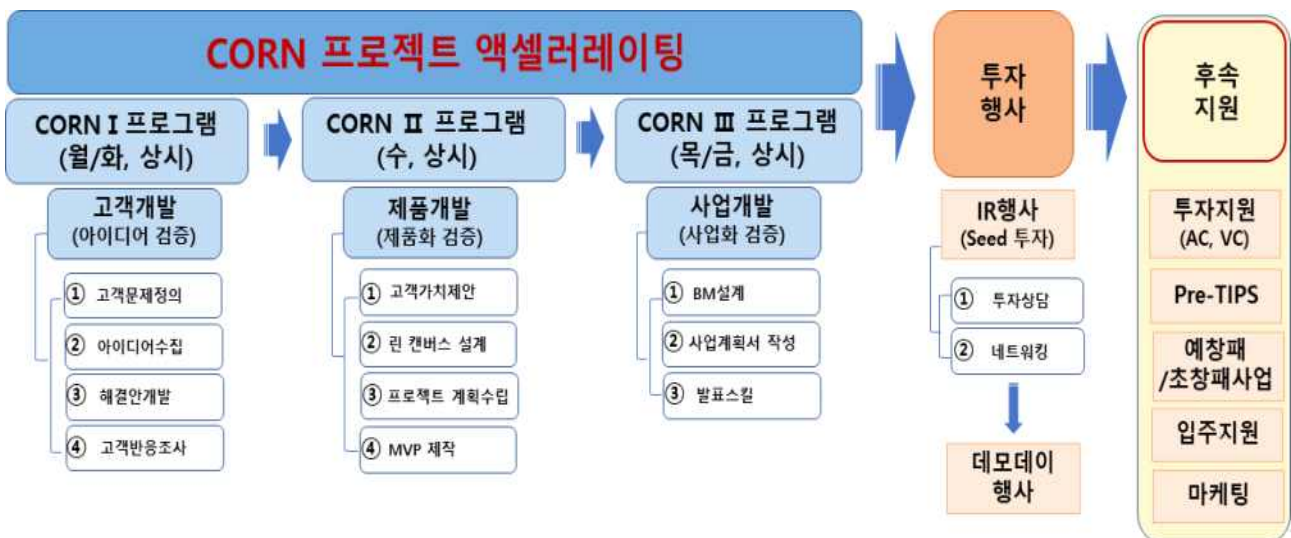 CORN 프로젝트 액셀러레이팅
CORN Ⅰ 프로그램
(월/화, 상시)
고객개발
(아이디어 검증)
① 고객문제정의
② 아이디어수집
③ 해결안개발
④ 고객반응조사
CORN Ⅱ 프로그램
(수, 상시)
제품개발
(제품화 검증)
① 고객가치제안
② 린 캔버스 설계
③ 프로젝트 계획수립
④ MVP 제작
CORN Ⅲ 프로그램
(목/금, 상시)
사업개발
(사업화 검증)
① BM설계
② 사업계획서 작성
③ 발표스킬
투자
행사
IR행사
(Seed 투자)
① 투자상담
② 네트워킹
데모데이
행사
후속
지원
투자지원
(AC, VC)
Pre-TIPS
예창패
/초창패사업
입주지원
마케팅